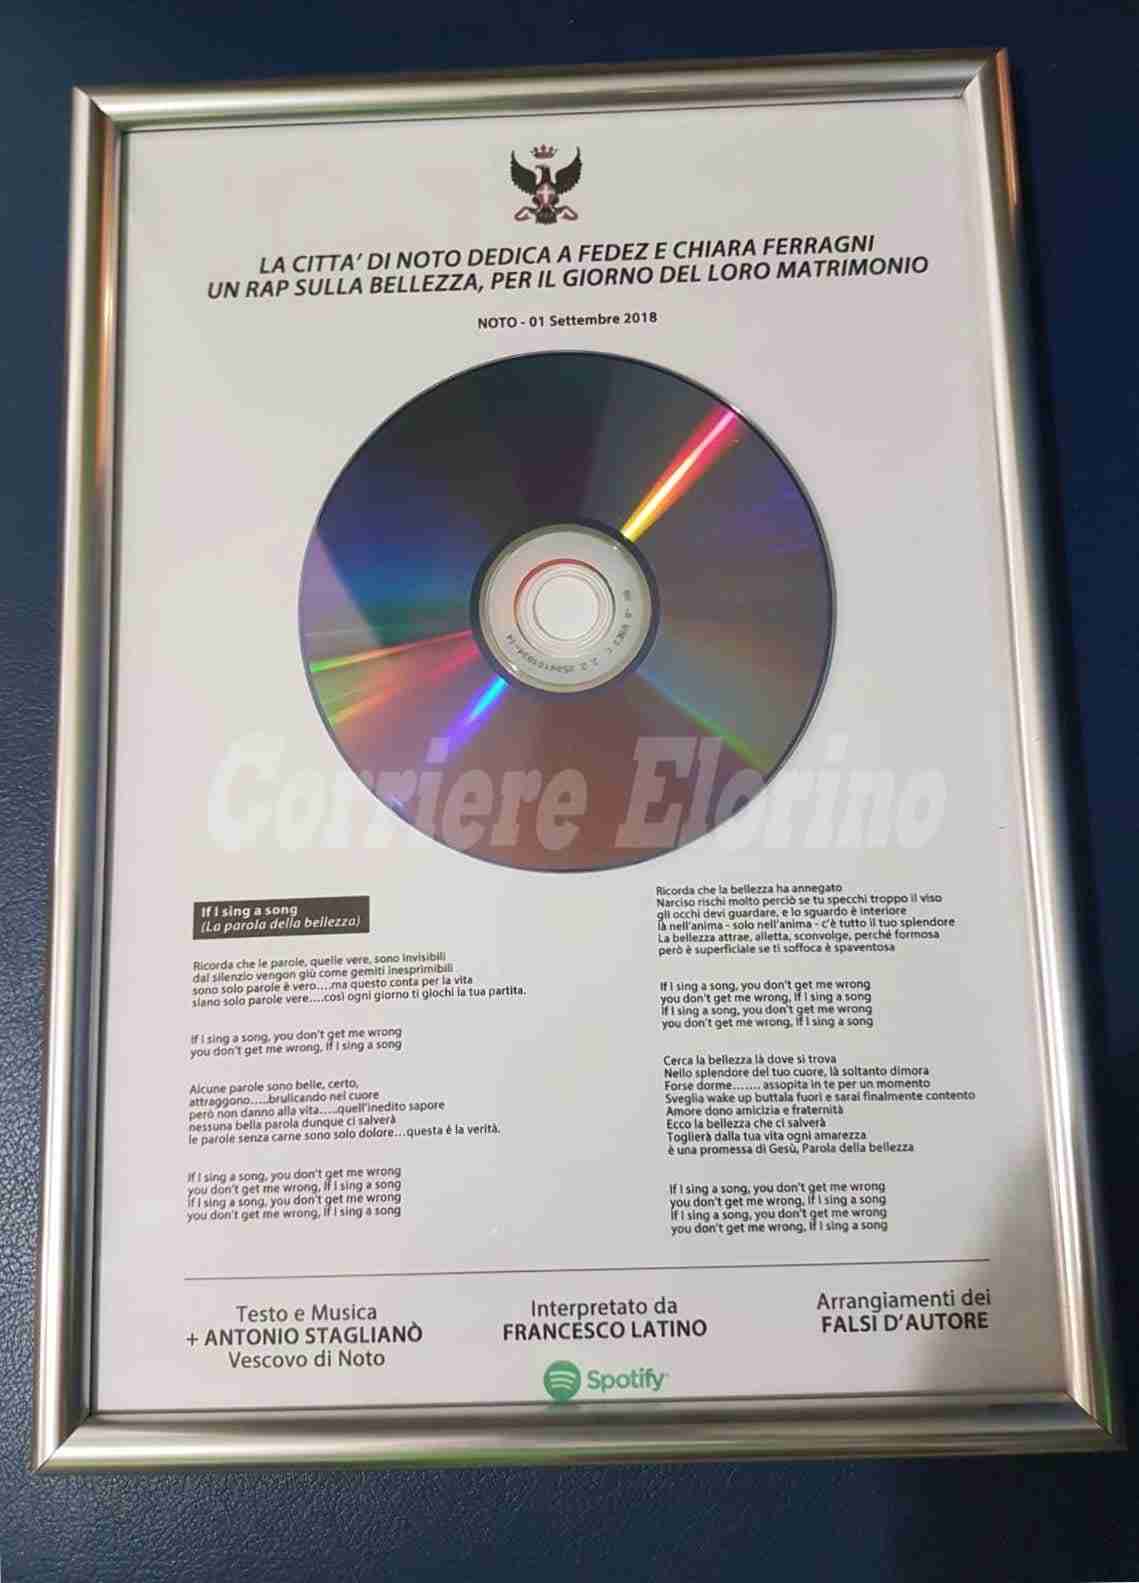 LA CITTA' DI NOTO DEDICA A FEDEZ E CHIARA FERRAGNI
UN RAP SULLA BELLEZZA, PER IL GIORNO DEL LORO MATRIMONIO
NOTO - 01 Settembre 2018
Corriere Elorino
If I sing a song
(La parola della bellezza)
Ricorda che le parole, quelle vere, sono invisibili
dal silenzio vengon giù come gemiti inesprimibili
sono solo parole è vero....ma questo conta per la vita
siano solo parole vere....così ogni giorno ti giochi la tua partita.
If I sing a song, you don't get me wrong
you don't get me wrong, If I sing a song
Alcune parole sono belle, certo,
attraggono.....brulicando nel cuore
però non danno alla vita.....quell'inedito sapore
nessuna bella parola dunque ci salverà
le parole senza carne sono solo dolore...questa è la verità.
If I sing a song, you don't get me wrong
you don't get me wrong, If I sing a song
If I sing a song, you don't get me wrong
you don't get me wrong, If I sing a song
Ricorda che la bellezza ha annegato
Narciso rischi molto perciò se tu specchi troppo il viso
gli occhi devi guardare, e lo sguardo è interiore
là nell'anima - solo nell'anima - c'è tutto il tuo splendore
La bellezza attrae, alletta, sconvolge, perché formosa
però è superficiale se ti soffoca è spaventosa
If I sing a song, you don't get me wrong
you don't get me wrong, If I sing a song
If I sing a song, you don't get me wrong
you don't get me wrong, If I sing a song
Cerca la bellezza là dove si trova
Nello splendore del tuo cuore, là soltanto dimora
Forse dorme....... assopita in te per un momento
Sveglia wake up buttala fuori e sarai finalmente contento
Amore dono amicizia e fraternità
Ecco la bellezza che ci salverà
Toglierà dalla tua vita ogni amarezza
è una promessa di Gesù, Parola della bellezza
If I sing a song, you don't get me wrong
you don't get me wrong, If I sing a song
If I sing a song, you don't get me wrong
you don't get me wrong, If I sing a song
Testo e Musica
+ ANTONIO STAGLIANÒ
Vescovo di Noto
Interpretato da
FRANCESCO LATINO
Arrangiamenti dei
FALSI D'AUTORE
Spotify